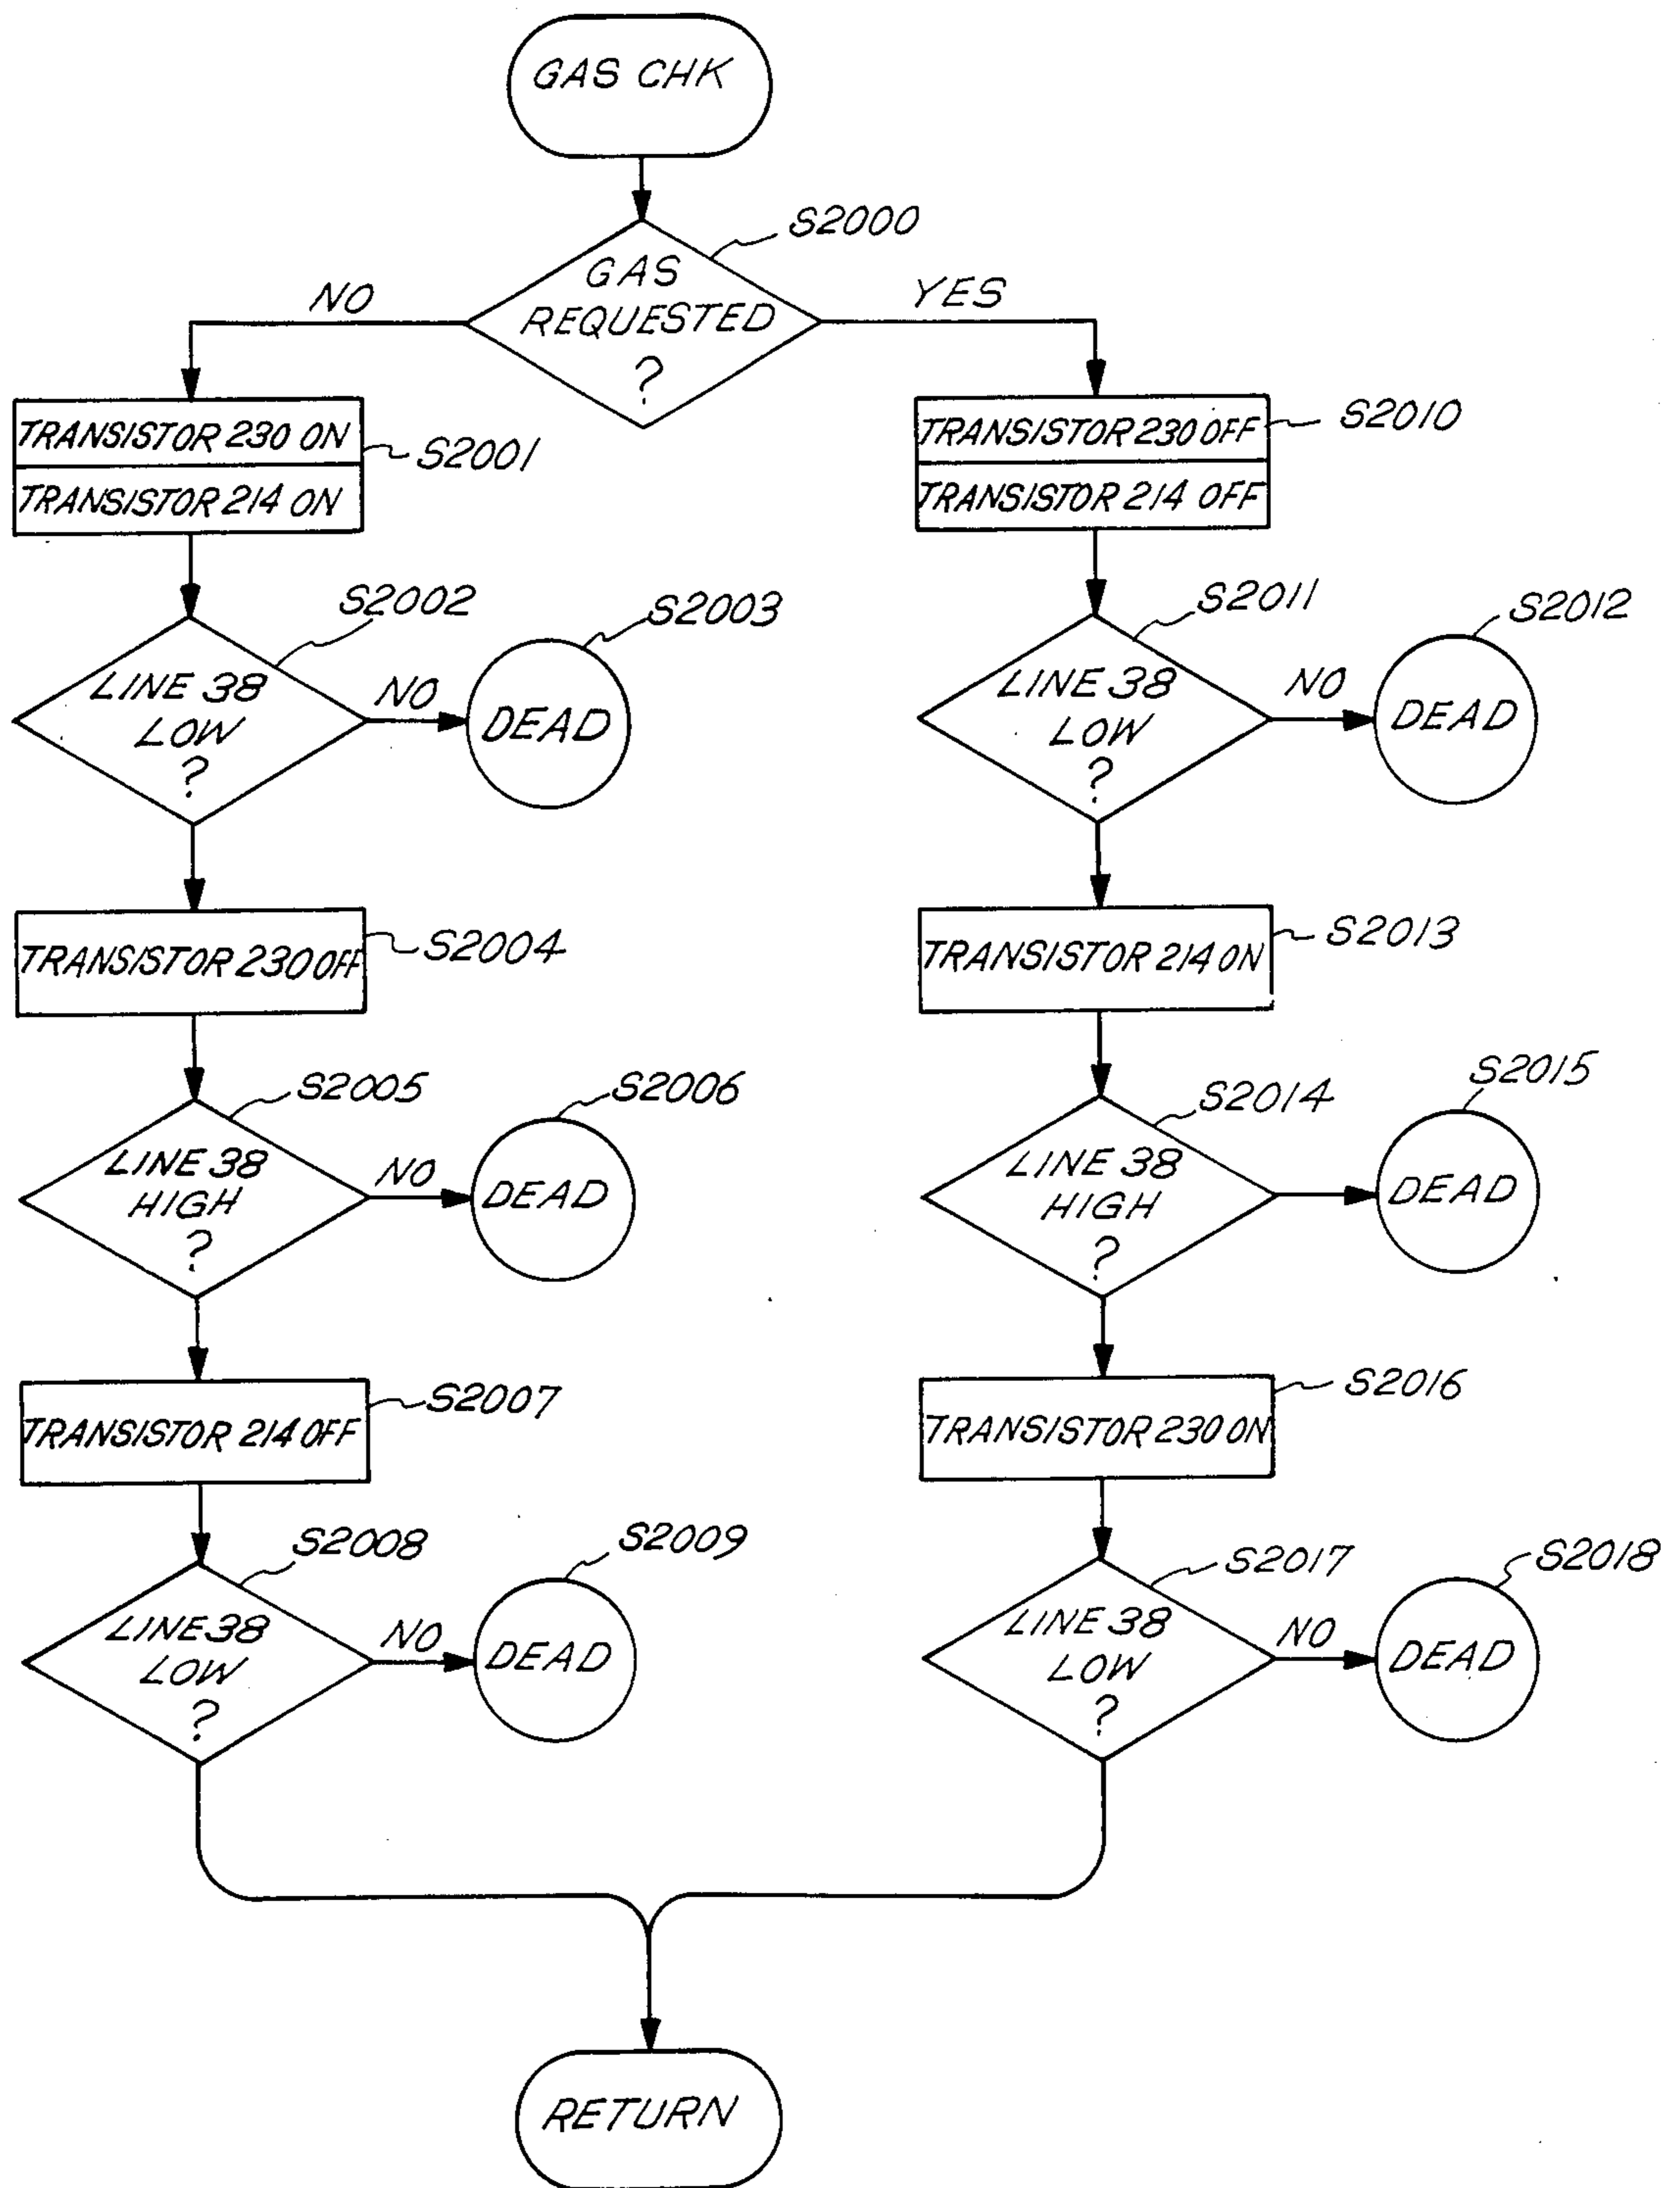 GAS CHK
S2000
GAS
REQUESTED
?
NO
YES
TRANSISTOR 230 ON
TRANSISTOR 214 ON
S2001
TRANSISTOR 230 OFF
TRANSISTOR 214 OFF
S2010
S2002
LINE 38
LOW
?
NO
S2003
DEAD
S2011
LINE 38
LOW
?
NO
S2012
DEAD
TRANSISTOR 230 OFF
S2004
TRANSISTOR 214 ON
S2013
S2005
LINE 38
HIGH
?
NO
S2006
DEAD
S2014
LINE 38
HIGH
?
S2015
DEAD
TRANSISTOR 214 OFF
S2007
TRANSISTOR 230 ON
S2016
S2008
LINE 38
LOW
?
NO
S2009
DEAD
S2017
LINE 38
LOW
?
NO
S2018
DEAD
RETURN